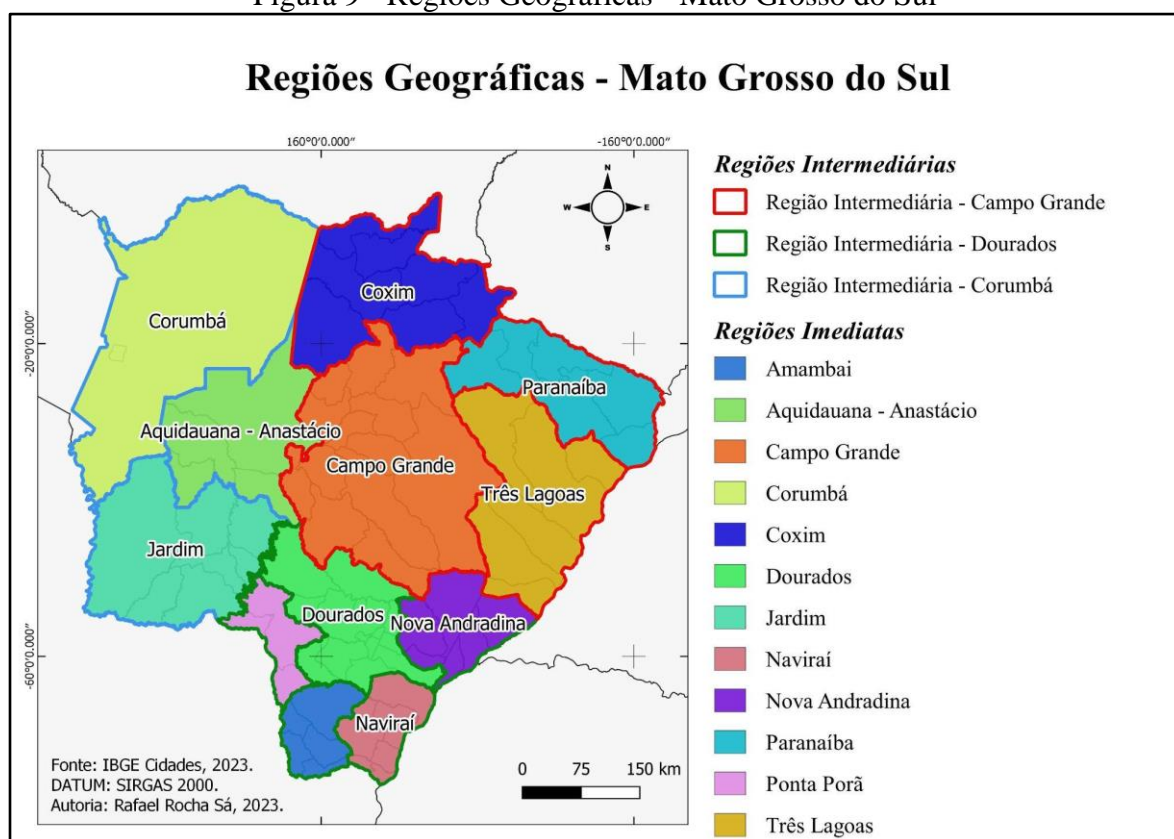 Figura 9 - Regiões Geográficas - Mato Grosso do Sul
Regiões Geográficas - Mato Grosso do Sul
160°0'0.000"
-160°0'0.000"
-20°0'0.000"
-60°0'0.000"
N
W
E
S
Coxim
Corumbá
Paranaíba
Aquidauana - Anastácio
Campo Grande
Três Lagoas
Jardim
Dourados
Nova Andradina
Naviraí
Fonte: IBGE Cidades, 2023.
DATUM: SIRGAS 2000.
Autoria: Rafael Rocha Sá, 2023.
0 75 150 km
Regiões Intermediárias
Região Intermediária - Campo Grande
Região Intermediária - Dourados
Região Intermediária - Corumbá
Regiões Imediatas
Amambai
Aquidauana - Anastácio
Campo Grande
Corumbá
Coxim
Dourados
Jardim
Naviraí
Nova Andradina
Paranaíba
Ponta Porã
Três Lagoas